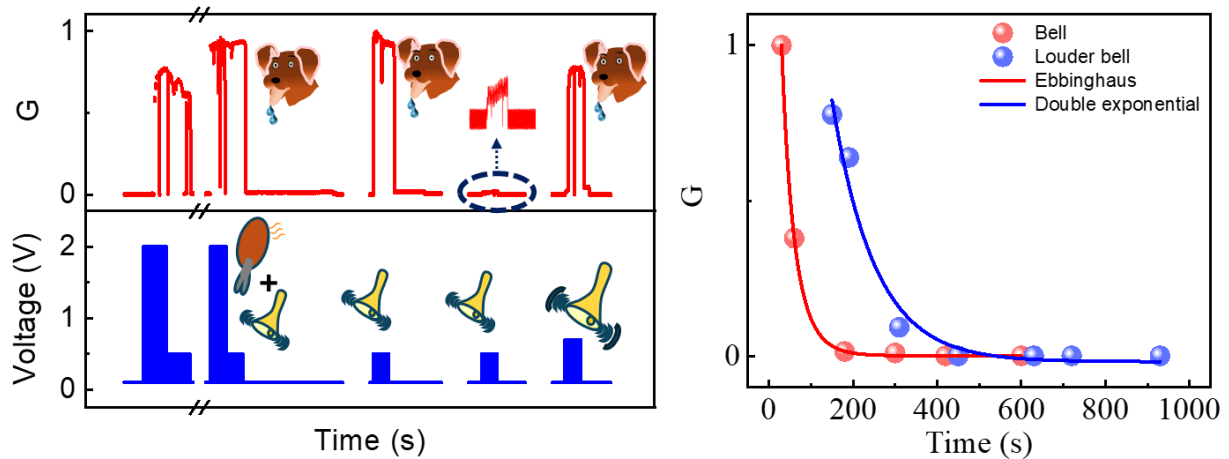 1
G
0
2
1
0
Voltage (V)
+
Time (s)
1
G
0
Bell
Louder bell
Ebbinghaus
Double exponential
0 200 400 600 800 1000
Time (s)